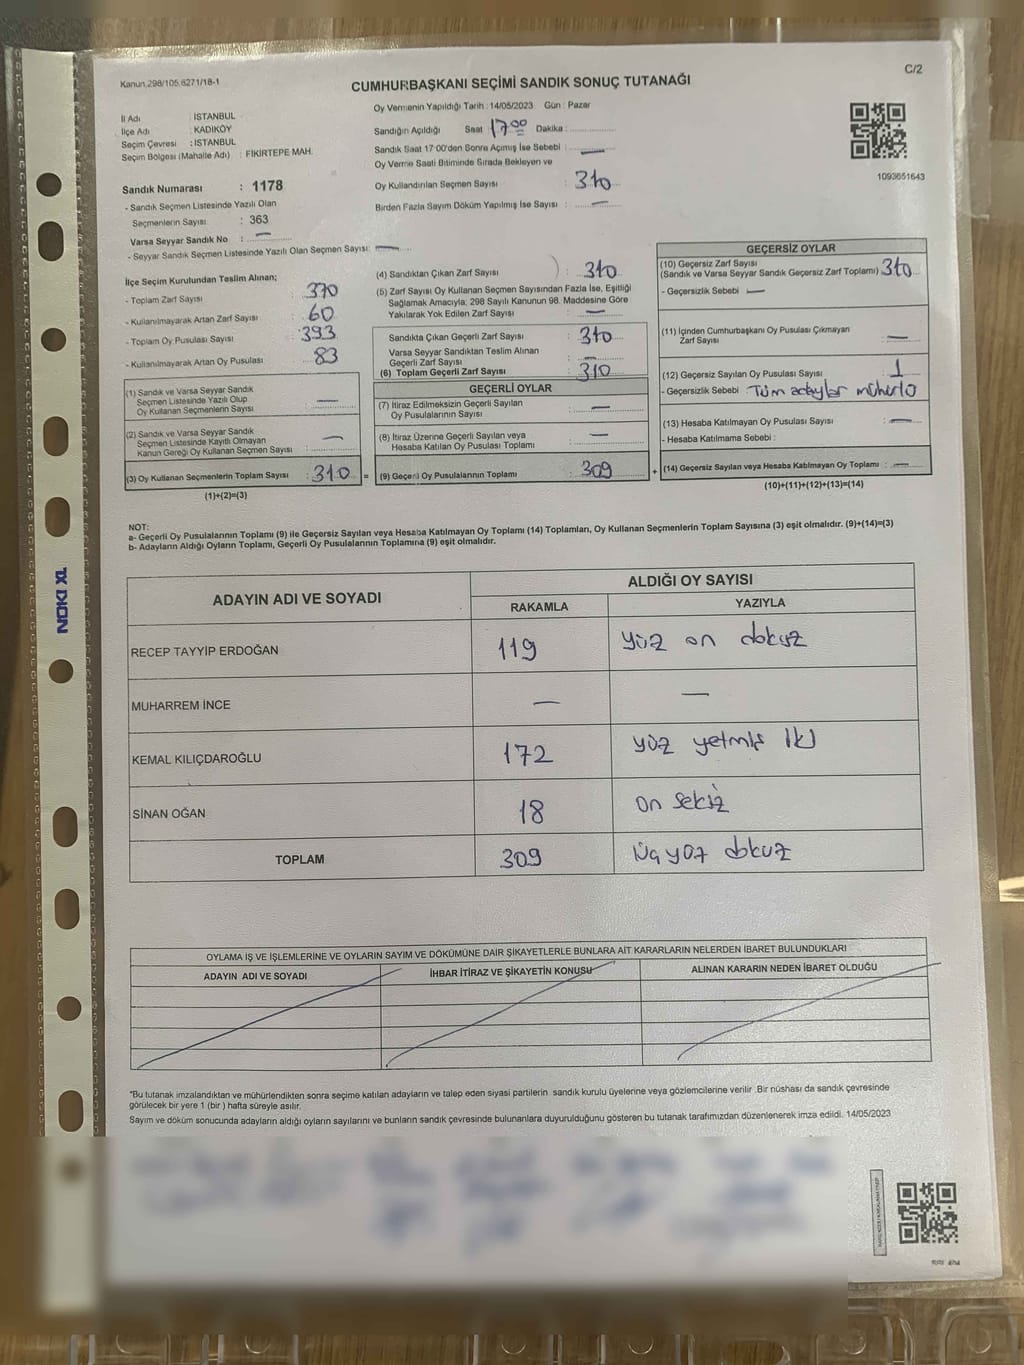 Kanun 298/105,6271/18-1
C/2
CUMHURBAŞKANI SEÇİMİ SANDIK SONUÇ TUTANAĞI
Oy Vermenin Yapıldığı Tarih : 14/05/2023 Gün : Pazar
İl Adı : İSTANBUL
İlçe Adı : KADIKÖY
Seçim Çevresi : İSTANBUL
Seçim Bölgesi (Mahalle Adı) : FİKİRTEPE MAH.
Sandığın Açıldığı Saat 17 00 Dakika :
Sandık Saat 17:00'den Sonra Açımış İse Sebebi : —
Oy Verme Saati Bitiminde Sırada Bekleyen ve
Oy Kullandırılan Seçmen Sayısı : 310
Birden Fazla Sayım Döküm Yapılmış İse Sayısı : —
1093651643
Sandık Numarası : 1178
- Sandık Seçmen Listesinde Yazılı Olan
Seçmenlerin Sayısı : 363
Varsa Seyyar Sandık No : —
- Seyyar Sandık Seçmen Listesinde Yazılı Olan Seçmen Sayısı: —
İlçe Seçim Kurulundan Teslim Alınan;
- Toplam Zarf Sayısı : 370
- Kullanılmayarak Artan Zarf Sayısı : 60
- Toplam Oy Pusulası Sayısı : 393
- Kullanılmayarak Artan Oy Pusulası : 83
(1) Sandık ve Varsa Seyyar Sandık
Seçmen Listesinde Yazılı Olup
Oy Kullanan Seçmenlerin Sayısı : —
(2) Sandık ve Varsa Seyyar Sandık
Seçmen Listesinde Kayıtlı Olmayan
Kanun Gereği Oy Kullanan Seçmen Sayısı : —
(3) Oy Kullanan Seçmenlerin Toplam Sayısı : 310 =
(1)+(2)=(3)
(4) Sandıktan Çıkan Zarf Sayısı ) : 310
(5) Zarf Sayısı Oy Kullanan Seçmen Sayısından Fazla İse, Eşitliği
Sağlamak Amacıyla; 298 Sayılı Kanunun 98. Maddesine Göre
Yakılarak Yok Edilen Zarf Sayısı : —
Sandıkta Çıkan Geçerli Zarf Sayısı : 310
Varsa Seyyar Sandıktan Teslim Alınan
Geçerli Zarf Sayısı : —
(6) Toplam Geçerli Zarf Sayısı : 310
GEÇERLİ OYLAR
(7) İtiraz Edilmeksizin Geçerli Sayılan
Oy Pusulalarının Sayısı : —
(8) İtiraz Üzerine Geçerli Sayılan veya
Hesaba Katılan Oy Pusulası Toplamı : —
(9) Geçerli Oy Pusulalarının Toplamı : 309 +
GEÇERSİZ OYLAR
(10) Geçersiz Zarf Sayısı
(Sandık ve Varsa Seyyar Sandık Geçersiz Zarf Toplamı) 310
- Geçersizlik Sebebi : —
(11) İçinden Cumhurbaşkanı Oy Pusulası Çıkmayan
Zarf Sayısı : —
(12) Geçersiz Sayılan Oy Pusulası Sayısı : 1
- Geçersizlik Sebebi : Tüm adaylar mühürlü
(13) Hesaba Katılmayan Oy Pusulası Sayısı : —
- Hesaba Katılmama Sebebi :
(14) Geçersiz Sayılan veya Hesaba Katılmayan Oy Toplamı : —
(10)+(11)+(12)+(13)=(14)
NOT:
a- Geçerli Oy Pusulalarının Toplamı (9) ile Geçersiz Sayılan veya Hesaba Katılmayan Oy Toplamı (14) Toplamları, Oy Kullanan Seçmenlerin Toplam Sayısına (3) eşit olmalıdır. (9)+(14)=(3)
b- Adayların Aldığı Oyların Toplamı, Geçerli Oy Pusulalarının Toplamına (9) eşit olmalıdır.
ADAYIN ADI VE SOYADI
ALDIĞI OY SAYISI
RAKAMLA YAZIYLA
RECEP TAYYİP ERDOĞAN 119 yüz on dokuz
MUHARREM İNCE — —
KEMAL KILIÇDAROĞLU 172 yüz yetmiş iki
SİNAN OĞAN 18 on sekiz
TOPLAM 309 üç yüz dokuz
OYLAMA İŞ VE İŞLEMLERİNE VE OYLARIN SAYIM VE DÖKÜMÜNE DAİR ŞİKAYETLERLE BUNLARA AİT KARARLARIN NELERDEN İBARET BULUNDUKLARI
ADAYIN ADI VE SOYADI İHBAR İTİRAZ VE ŞİKAYETİN KONUSU ALINAN KARARIN NEDEN İBARET OLDUĞU
*Bu tutanak imzalandıktan ve mühürlendikten sonra seçime katılan adayların ve talep eden siyasi partilerin sandık kurulu üyelerine veya gözlemcilerine verilir .Bir nüshası da sandık çevresinde
görülecek bir yere 1 (bir ) hafta süreyle asılır.
Sayım ve döküm sonucunda adayların aldığı oyların sayılarını ve bunların sandık çevresinde bulunanlara duyurulduğunu gösteren bu tutanak tarafımızdan düzenlenerek imza edildi. 14/05/2023
NOKI XL